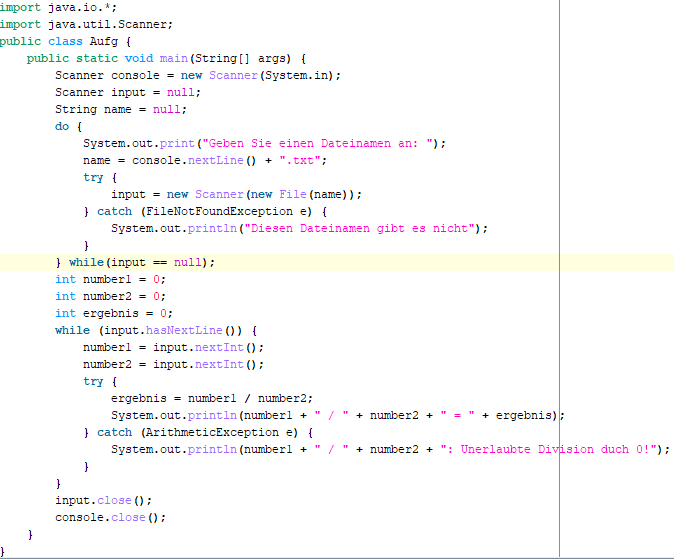 import java.io.*;
import java.util.Scanner;
public class Aufg {
    public static void main(String[] args) {
        Scanner console = new Scanner(System.in);
        Scanner input = null;
        String name = null;
        do {
            System.out.print("Geben Sie einen Dateinamen an: ");
            name = console.nextLine() + ".txt";
            try {
                input = new Scanner(new File(name));
            } catch (FileNotFoundException e) {
                System.out.println("Diesen Dateinamen gibt es nicht");
            }
        } while(input == null);
        int number1 = 0;
        int number2 = 0;
        int ergebnis = 0;
        while (input.hasNextLine()) {
            number1 = input.nextInt();
            number2 = input.nextInt();
            try {
                ergebnis = number1 / number2;
                System.out.println(number1 + " / " + number2 + " = " + ergebnis);
            } catch (ArithmeticException e) {
                System.out.println(number1 + " / " + number2 + ": Unerlaubte Division duch 0!");
            }
        }
        input.close();
        console.close();
    }
}